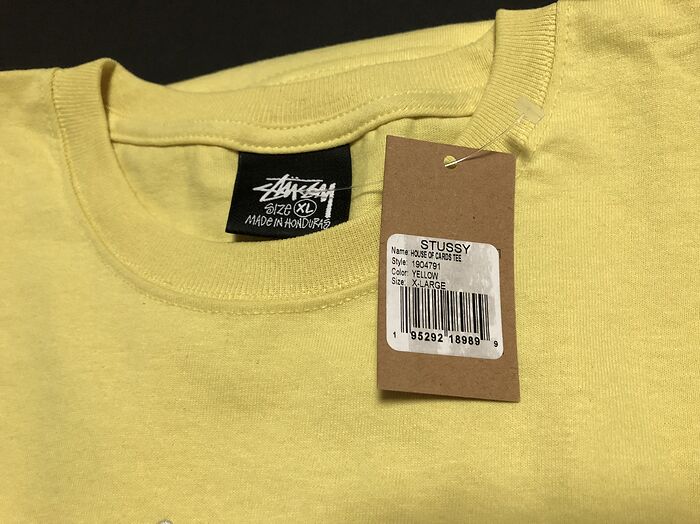 STÜSSY
SIZE XL
MADE IN HONDURAS
STUSSY
Name: HOUSE OF CARDS TEE
Style: 1904791
Color: YELLOW
Size: X-LARGE
1 95292 18989 9